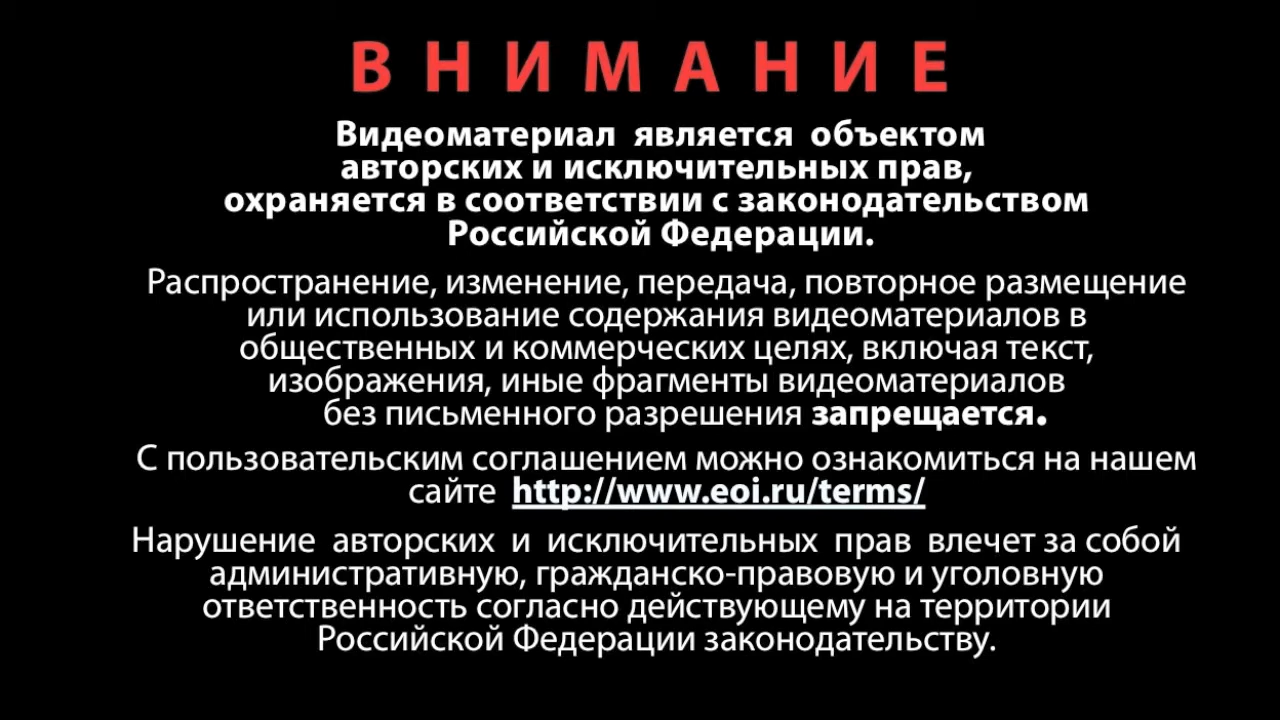 ВНИМАНИЕ
Видеоматериал является объектом
авторских и исключительных прав,
охраняется в соответствии с законодательством
Российской Федерации.
Распространение, изменение, передача, повторное размещение
или использование содержания видеоматериалов в
общественных и коммерческих целях, включая текст,
изображения, иные фрагменты видеоматериалов
без письменного разрешения запрещается.
С пользовательским соглашением можно ознакомиться на нашем
сайте http://www.eoi.ru/terms/
Нарушение авторских и исключительных прав влечет за собой
административную, гражданско-правовую и уголовную
ответственность согласно действующему на территории
Российской Федерации законодательству.